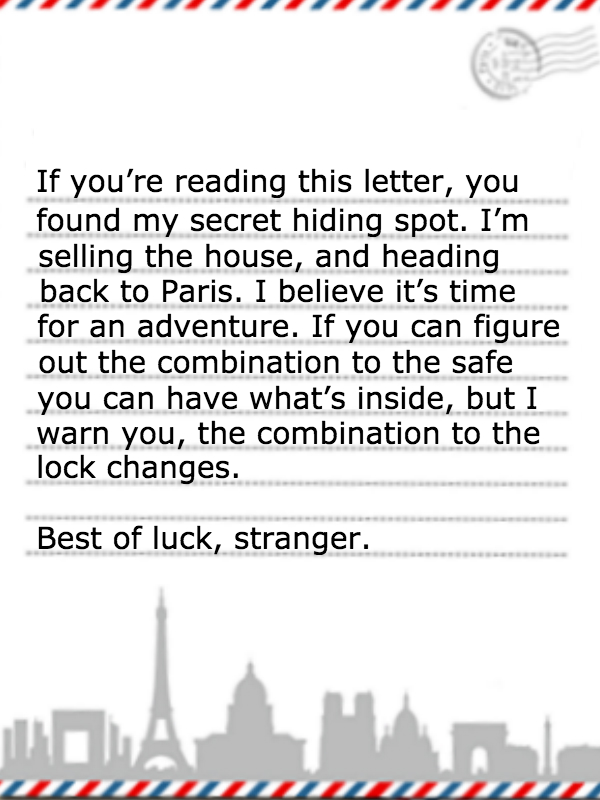 If you’re reading this letter, you
found my secret hiding spot. I’m
selling the house, and heading
back to Paris. I believe it’s time
for an adventure. If you can figure
out the combination to the safe
you can have what’s inside, but I
warn you, the combination to the
lock changes.
Best of luck, stranger.